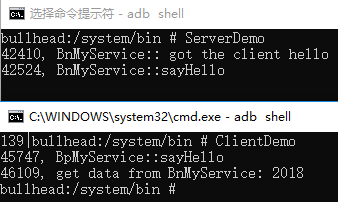 选择命令提示符 - adb shell
bullhead:/system/bin # ServerDemo
42410, BnMyService:: got the client hello
42524, BnMyService::sayHello
C:\WINDOWS\system32\cmd.exe - adb shell
139|bullhead:/system/bin # ClientDemo
45747, BpMyService::sayHello
46109, get data from BnMyService: 2018
bullhead:/system/bin #